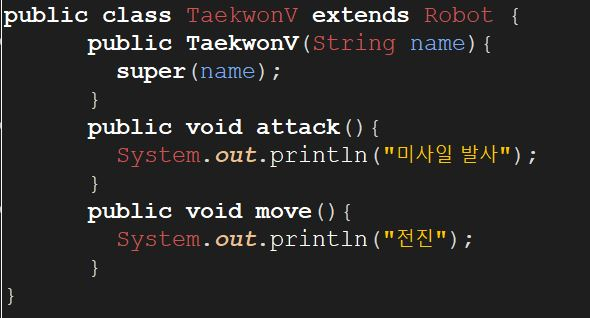 public class TaekwonV extends Robot {
public TaekwonV(String name){
super(name);
}
public void attack(){
System.out.println("미사일 발사");
}
public void move(){
System.out.println("전진");
}
}